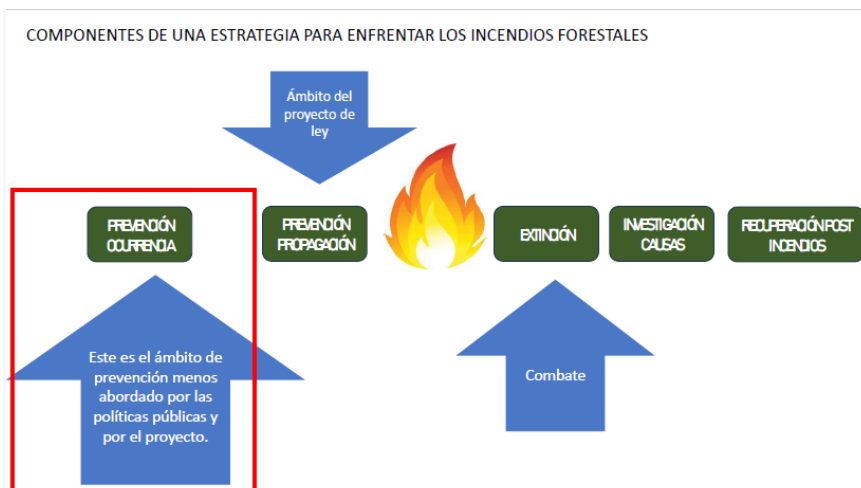 COMPONENTES DE UNA ESTRATEGIA PARA ENFRENTAR LOS INCENDIOS FORESTALES
Ámbito del
proyecto de
ley
PREVENCIÓN
OCURRENCIA
PREVENCIÓN
PROPAGACIÓN
EXTINCIÓN
INVESTIGACIÓN
CAUSAS
RECUPERACIÓN POST
INCENDIOS
Este es el ámbito de
prevención menos
abordado por las
políticas públicas y
por el proyecto.
Combate